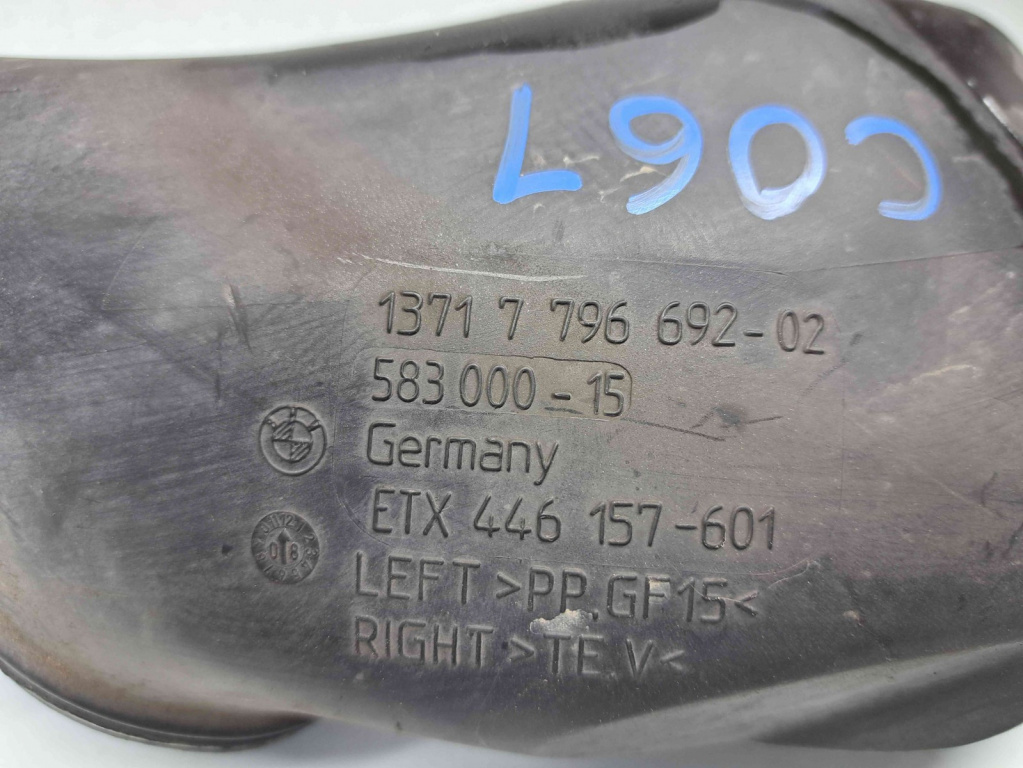 C067
1371 7 796 692-02
583 000-15
Germany
ETX 446 157-601
08
LEFT >PP.GF15<
RIGHT >TE.V<